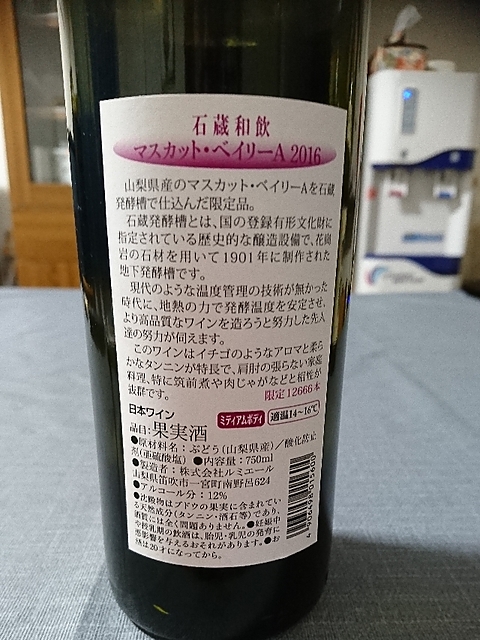 石蔵和飲
マスカット・ベイリーA 2016
山梨県産のマスカット・ベイリーAを石蔵
発酵槽で仕込んだ限定品。
石蔵発酵槽とは、国の登録有形文化財に
指定されている歴史的な醸造設備で、花崗
岩の石材を用いて1901年に制作された
地下発酵槽です。
現代のような温度管理の技術が無かった
時代に、地熱の力で発酵温度を安定させ、
より高品質なワインを造ろうと努力した先人
達の努力が伺えます。
このワインはイチゴのようなアロマと柔ら
かなタンニンが特長で、肩肘の張らない家庭
料理、特に筑前煮や肉じゃがなどと相性が
抜群です。
限定12666本
日本ワイン
ミディアムボディ
適温14~16℃
品目:果実酒
●原材料名:ぶどう(山梨県産)/酸化防止
剤(亜硫酸塩) ●内容量:750ml
●製造者:株式会社ルミエール
山梨県笛吹市一宮町南野呂624
●アルコール分:12%
●沈殿物はブドウの果実に含まれてい
る天然成分(タンニン・酒石等)であり、
品質には全く問題ありません。●妊娠中
や授乳期の飲酒は、胎児・乳児の発育に
悪影響を与えるおそれがあります。●お
酒は20才になってから。
4 906498 015600